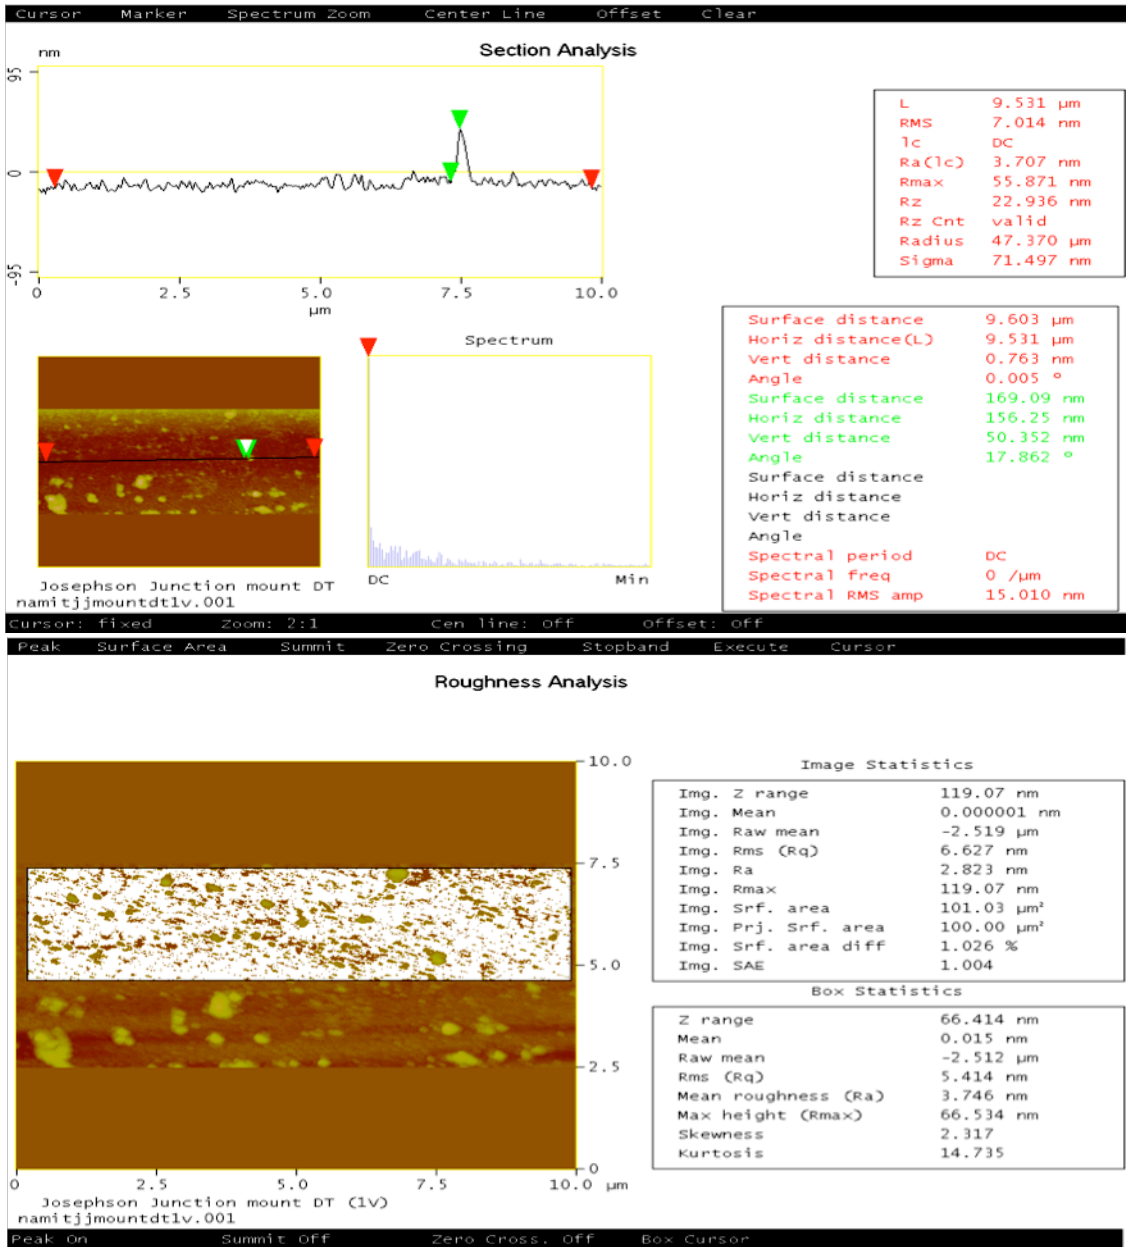 Cursor Marker Spectrum Zoom Center Line Offset Clear
Section Analysis
nm
95
0
-95
0 2.5 5.0 7.5 10.0
µm
L 9.531 µm
RMS 7.014 nm
lc DC
Ra(lc) 3.707 nm
Rmax 55.871 nm
Rz 22.936 nm
Rz Cnt valid
Radius 47.370 µm
Sigma 71.497 nm
Surface distance 9.603 µm
Horiz distance(L) 9.531 µm
Vert distance 0.763 nm
Angle 0.005 °
Surface distance 169.09 nm
Horiz distance 156.25 nm
Vert distance 50.352 nm
Angle 17.862 °
Surface distance
Horiz distance
Vert distance
Angle
Spectral period DC
Spectral freq 0 /µm
Spectral RMS amp 15.010 nm
Spectrum
DC Min
Josephson Junction mount DT
namitjjmountdt1v.001
Cursor: fixed Zoom: 2:1 Cen line: Off Offset: Off
Peak Surface Area Summit Zero Crossing Stopband Execute Cursor
Roughness Analysis
10.0
7.5
5.0
2.5
0
0 2.5 5.0 7.5 10.0 µm
Image Statistics
Img. Z range 119.07 nm
Img. Mean 0.000001 nm
Img. Raw mean -2.519 µm
Img. Rms (Rq) 6.627 nm
Img. Ra 2.823 nm
Img. Rmax 119.07 nm
Img. Srf. area 101.03 µm²
Img. Prj. Srf. area 100.00 µm²
Img. Srf. area diff 1.026 %
Img. SAE 1.004
Box Statistics
Z range 66.414 nm
Mean 0.015 nm
Raw mean -2.512 µm
Rms (Rq) 5.414 nm
Mean roughness (Ra) 3.746 nm
Max height (Rmax) 66.534 nm
Skewness 2.317
Kurtosis 14.735
Josephson Junction mount DT (1V)
namitjjmountdt1v.001
Peak On Summit Off Zero Cross. Off Box Cursor